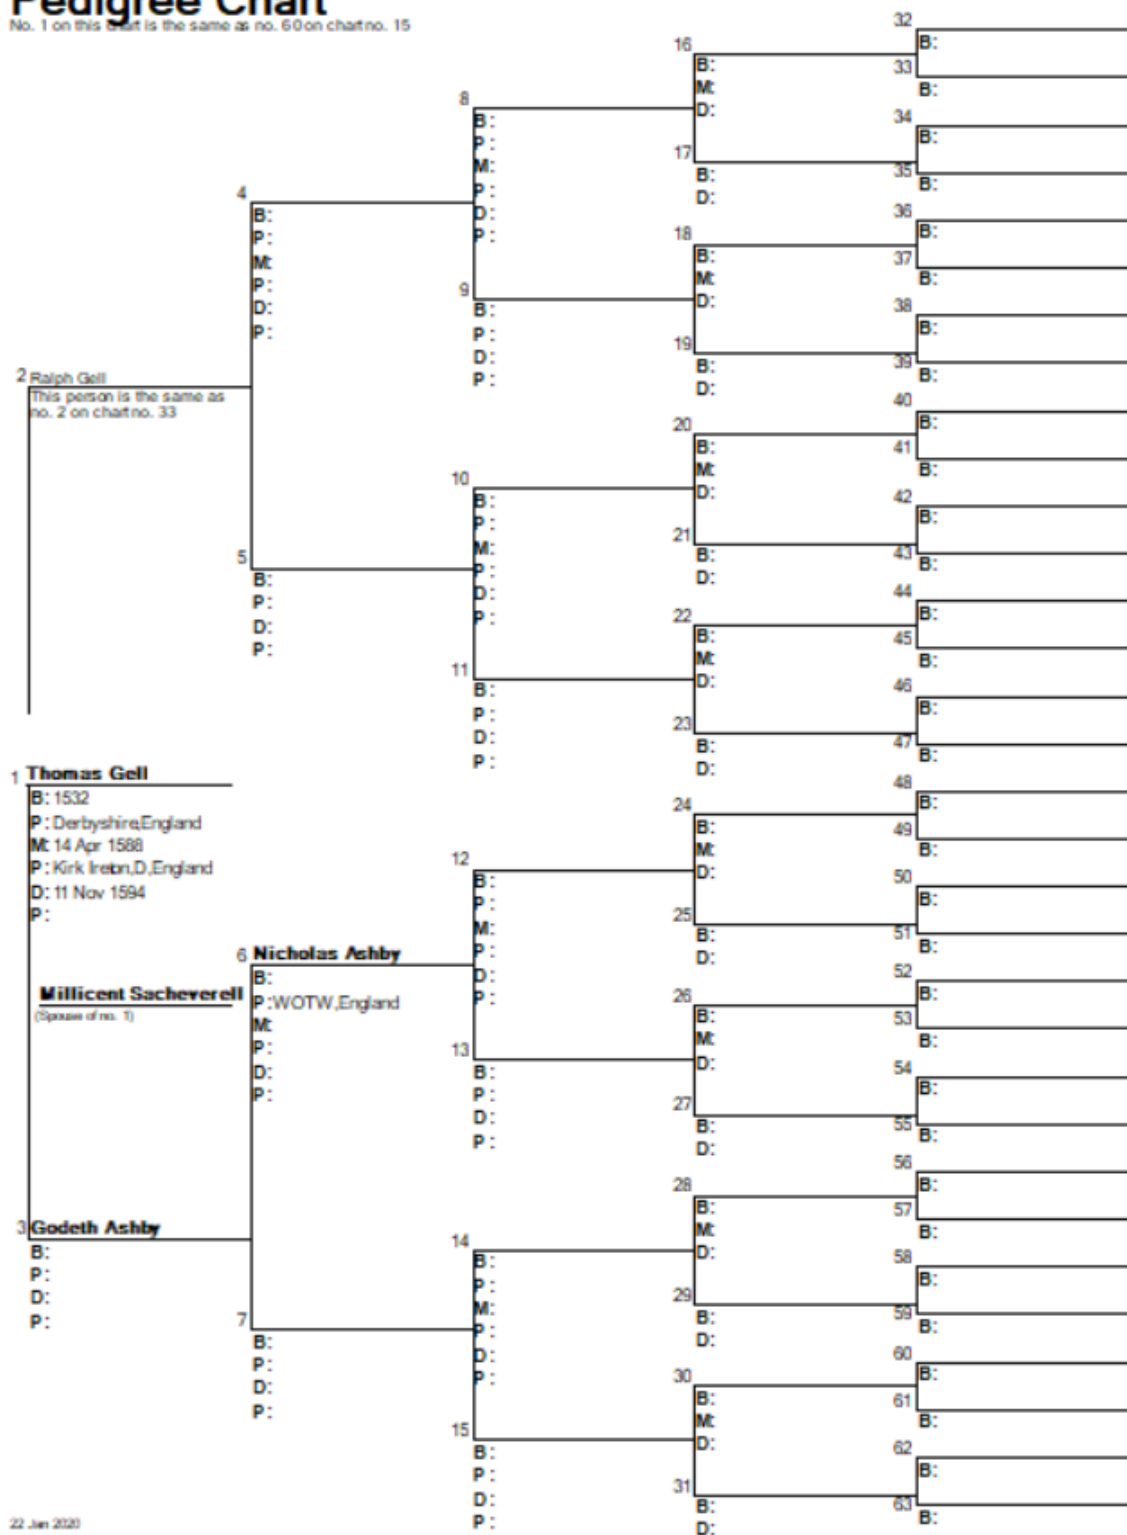 Pedigree Chart
No. 1 on this chart is the same as no. 60 on chart no. 15
2 Ralph Gell
This person is the same as
no. 2 on chart no. 33
4
B:
P:
M:
P:
D:
P:
5
B:
P:
D:
P:
1 Thomas Gell
B: 1532
P: Derbyshire,England
M: 14 Apr 1588
P: Kirk Ireton,D,England
D: 11 Nov 1594
P:
Millicent Sacheverell
(Spouse of no. 1)
3 Godeth Ashby
B:
P:
D:
P:
6 Nicholas Ashby
B:
P:WOTW,England
M:
P:
D:
P:
7
B:
P:
D:
P:
8
B:
P:
M:
P:
D:
P:
9
B:
P:
D:
P:
10
B:
P:
M:
P:
D:
P:
11
B:
P:
D:
P:
12
B:
P:
M:
P:
D:
P:
13
B:
P:
D:
P:
14
B:
P:
M:
P:
D:
P:
15
B:
P:
D:
P:
16
B:
M:
D:
17
B:
D:
18
B:
M:
D:
19
B:
D:
20
B:
M:
D:
21
B:
D:
22
B:
M:
D:
23
B:
D:
24
B:
M:
D:
25
B:
D:
26
B:
M:
D:
27
B:
D:
28
B:
M:
D:
29
B:
D:
30
B:
M:
D:
31
B:
D:
32
B:
33
B:
34
B:
35
B:
36
B:
37
B:
38
B:
39
B:
40
B:
41
B:
42
B:
43
B:
44
B:
45
B:
46
B:
47
B:
48
B:
49
B:
50
B:
51
B:
52
B:
53
B:
54
B:
55
B:
56
B:
57
B:
58
B:
59
B:
60
B:
61
B:
62
B:
63
B:
22 Jan 2020